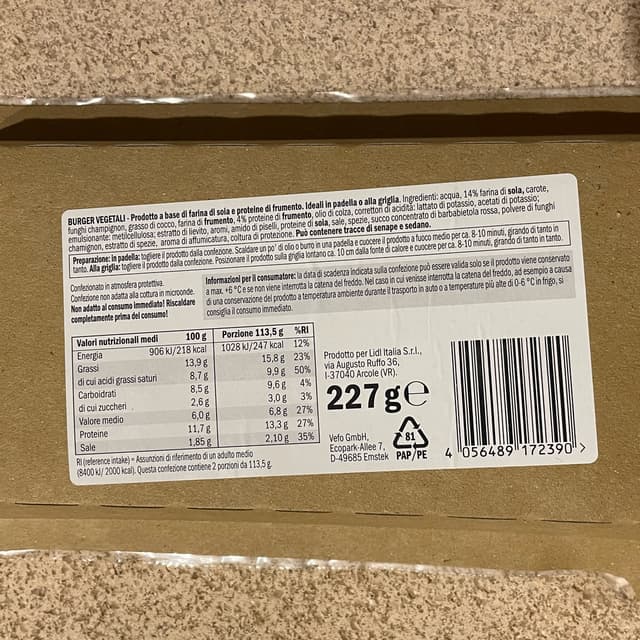 BURGER VEGETALI - Prodotto a base di farina di soia e proteine di frumento. Ideali in padella o alla griglia. Ingredienti: acqua, 14% farina di soia, carote,
funghi champignon, grasso di cocco, farina di frumento, 4% proteine di frumento, olio di colza, correttori di acidità: lattato di potassio, acetati di potassio;
emulsionante: metilcellulosa; estratto di lievito, aromi, amido di piselli, proteine di soia, sale, spezie, succo concentrato di barbabietola rossa, polvere di funghi
champignon, estratto di spezie, aroma di affumicatura, coltura di protezione. Può contenere tracce di senape e sedano.
Preparazione: in padella: togliere il prodotto dalla confezione. Scaldare un po' di olio o burro in una padella e cuocere il prodotto a fuoco medio per ca. 8-10 minuti, girando di tanto in
tanto. Alla griglia: togliere il prodotto dalla confezione. Posizionare il prodotto sulla griglia lontano ca. 10 cm dalla fonte di calore e cuocere per ca. 8-10 minuti, girando di tanto in tanto.
Confezionato in atmosfera protettiva.
Confezione non adatta alla cottura in microonde.
Non adatto al consumo immediato! Riscaldare
completamente prima del consumo!
Informazioni per il consumatore: la data di scadenza indicata sulla confezione può essere valida solo se il prodotto viene conservato
a max. +6 °C e se non viene interrotta la catena del freddo. Nel caso in cui venisse interrotta la catena del freddo, ad esempio a causa
di una conservazione del prodotto a temperatura ambiente durante il trasporto in auto o a temperature più alte di 0-6 °C in frigo, si
consiglia il consumo immediato.
Valori nutrizionali medi 100 g Porzione 113,5 g %RI
Energia 906 kJ/218 kcal 1028 kJ/247 kcal 12%
Grassi 13,9 g 15,8 g 23%
di cui acidi grassi saturi 8,7 g 9,9 g 50%
Carboidrati 8,5 g 9,6 g 4%
di cui zuccheri 2,6 g 3,0 g 3%
Valore medio 6,0 g 6,8 g 27%
Proteine 11,7 g 13,3 g 27%
Sale 1,85 g 2,10 g 35%
RI (reference intake) = Assunzioni di riferimento di un adulto medio
(8400 kJ/ 2000 kcal). Questa confezione contiene 2 porzioni da 113,5 g.
Prodotto per Lidl Italia S.r.l.,
via Augusto Ruffo 36,
I-37040 Arcole (VR).
227 g e
Vefo GmbH,
Ecopark-Allee 7,
D-49685 Emstek
81
PAP/PE
4 056489 172390 >